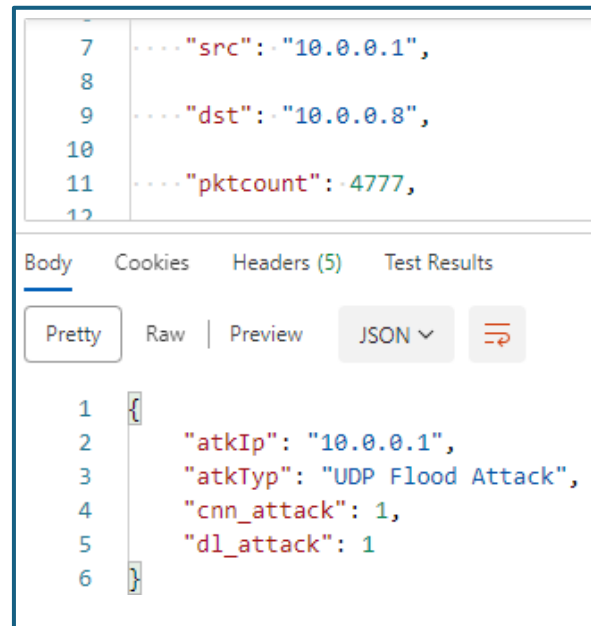 7 ····"src":·"10.0.0.1",
8
9 ····"dst":·"10.0.0.8",
10
11 ····"pktcount":·4777,
12
Body Cookies Headers (5) Test Results
Pretty Raw | Preview JSON
1 {
2 "atkIp": "10.0.0.1",
3 "atkTyp": "UDP Flood Attack",
4 "cnn_attack": 1,
5 "dl_attack": 1
6 }